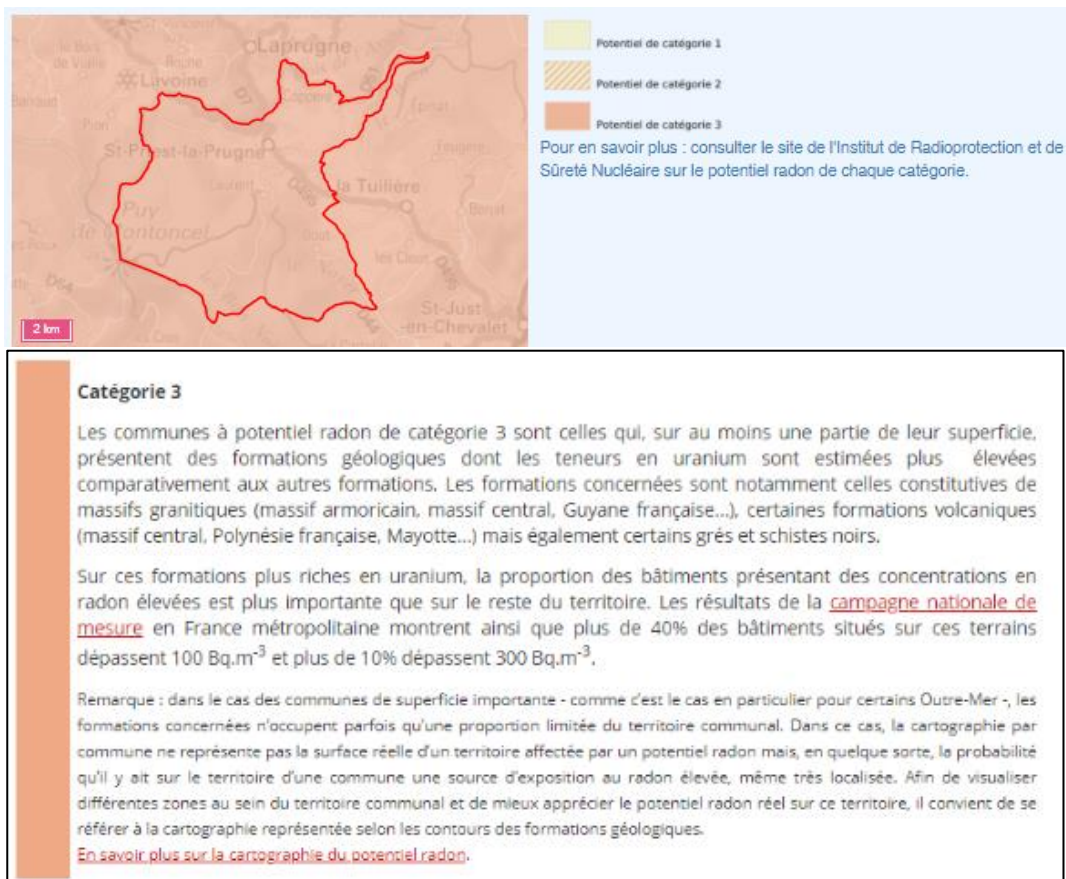 St-Vincent
Laprugne
Lavoine
D7
St-Priest-la-Prugne
la Tuilière
Puy
de Montoncel
D495
les Clout
D64
D44
St-Just
-en-Chevalet
2 km
Potentiel de catégorie 1
Potentiel de catégorie 2
Potentiel de catégorie 3
Pour en savoir plus : consulter le site de l'Institut de Radioprotection et de
Sûreté Nucléaire sur le potentiel radon de chaque catégorie.
Catégorie 3
Les communes à potentiel radon de catégorie 3 sont celles qui, sur au moins une partie de leur superficie,
présentent des formations géologiques dont les teneurs en uranium sont estimées plus élevées
comparativement aux autres formations. Les formations concernées sont notamment celles constitutives de
massifs granitiques (massif armoricain, massif central, Guyane française...), certaines formations volcaniques
(massif central, Polynésie française, Mayotte...) mais également certains grés et schistes noirs.
Sur ces formations plus riches en uranium, la proportion des bâtiments présentant des concentrations en
radon élevées est plus importante que sur le reste du territoire. Les résultats de la campagne nationale de
mesure en France métropolitaine montrent ainsi que plus de 40% des bâtiments situés sur ces terrains
dépassent 100 Bq.m⁻³ et plus de 10% dépassent 300 Bq.m⁻³.
Remarque : dans le cas des communes de superficie importante - comme c'est le cas en particulier pour certains Outre-Mer -, les
formations concernées n'occupent parfois qu'une proportion limitée du territoire communal. Dans ce cas, la cartographie par
commune ne représente pas la surface réelle d'un territoire affectée par un potentiel radon mais, en quelque sorte, la probabilité
qu'il y ait sur le territoire d'une commune une source d'exposition au radon élevée, même très localisée. Afin de visualiser
différentes zones au sein du territoire communal et de mieux apprécier le potentiel radon réel sur ce territoire, il convient de se
référer à la cartographie représentée selon les contours des formations géologiques.
En savoir plus sur la cartographie du potentiel radon.